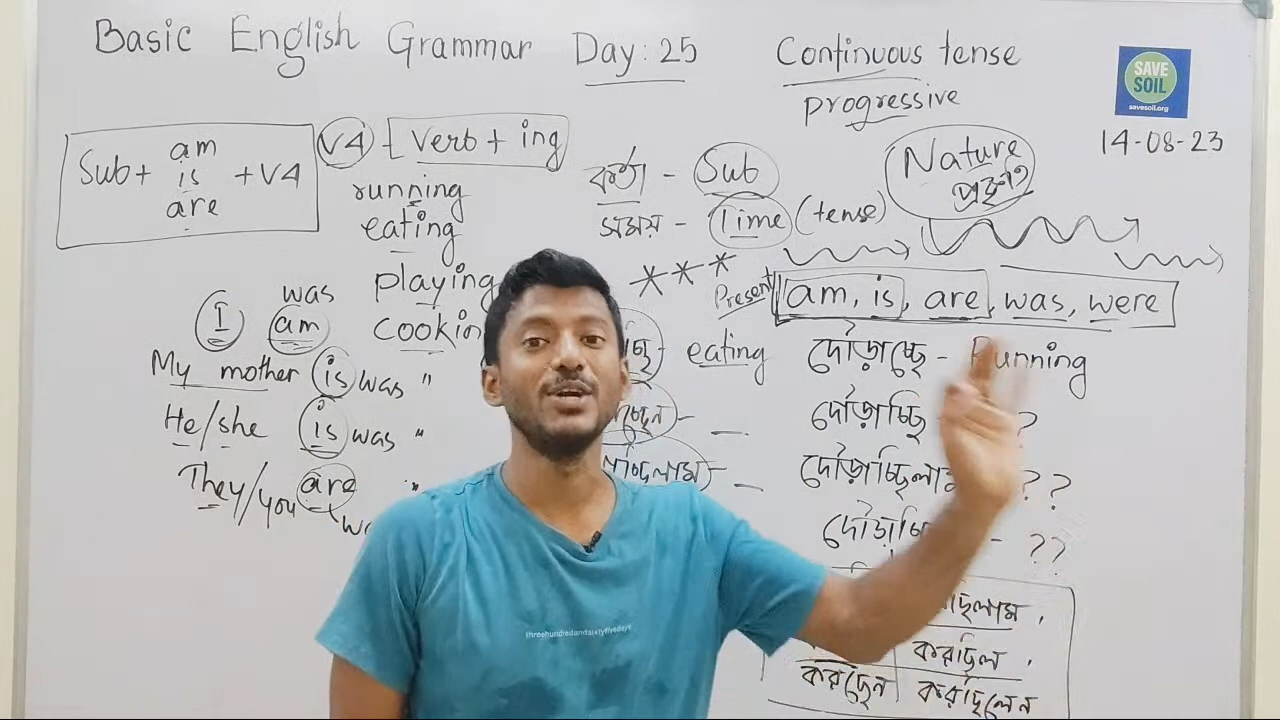 Basic English Grammar Day: 25
Continuous tense
progressive
SAVE
SOIL
savesoil.org
14-08-23
Sub + am is are + V4
V4 - [Verb + ing
running
eating
playing
cookin
কর্তা - Sub
সময় - Time (tense)
Nature
Present
am, is, are, was, were
was
I am
My mother is was "
He/she is was "
They/you are "
eating
দৌড়াচ্ছে - Running
দৌড়াচ্ছি ?
দৌড়াচ্ছিলাম ??
- ??
করছিল,
করছেন করছিলেন
threehundredandsixtyfivedays